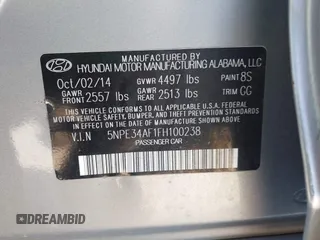 MANUFACTURED BY
HYUNDAI MOTOR MANUFACTURING ALABAMA, LLC
Oct/02/14 GVWR 4497 lbs PAINT 8S
GAWR FRONT 2557 lbs GAWR REAR 2513 lbs TRIM GG
THIS VEHICLE CONFORMS TO ALL APPLICABLE FEDERAL
MOTOR VEHICLE SAFETY, BUMPER, AND THEFT PREVENTION
STANDARDS IN EFFECT ON THE DATE OF MANUFACTURE SHOWN ABOVE.
V.I.N 5NPE34AF1FH100238
PASSENGER CAR
DREAMBID